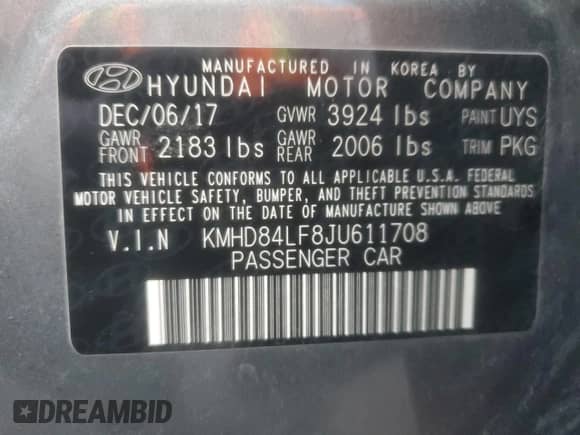 MANUFACTURED IN KOREA BY
HYUNDAI MOTOR COMPANY
DEC/06/17 GVWR 3924 lbs PAINT UYS
GAWR FRONT 2183 lbs GAWR REAR 2006 lbs TRIM PKG
THIS VEHICLE CONFORMS TO ALL APPLICABLE U.S.A. FEDERAL
MOTOR VEHICLE SAFETY, BUMPER, AND THEFT PREVENTION STANDARDS
IN EFFECT ON THE DATE OF MANUFACTURE SHOWN ABOVE
V.I.N KMHD84LF8JU611708
PASSENGER CAR
DREAMBID